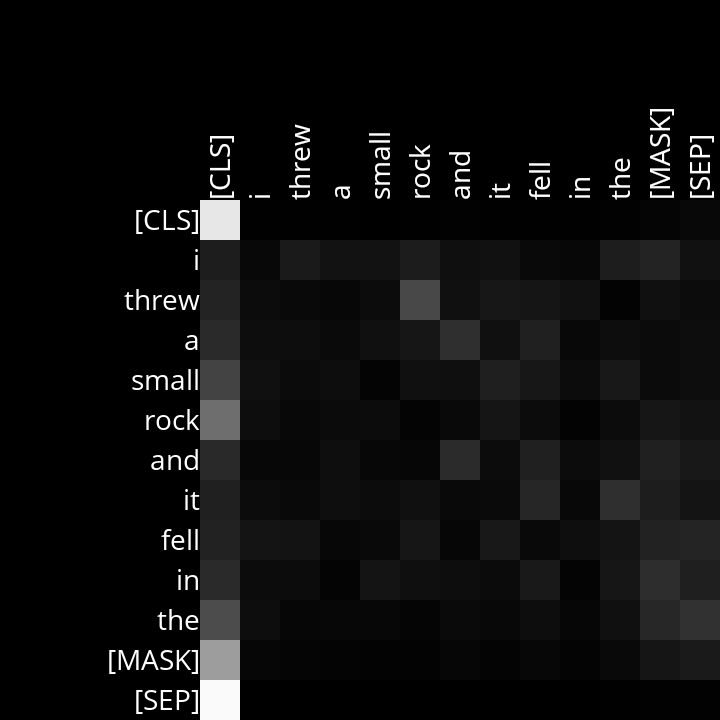 [CLS] i threw a small rock and it fell in the [MASK] [SEP]
[CLS]
i
threw
a
small
rock
and
it
fell
in
the
[MASK]
[SEP]